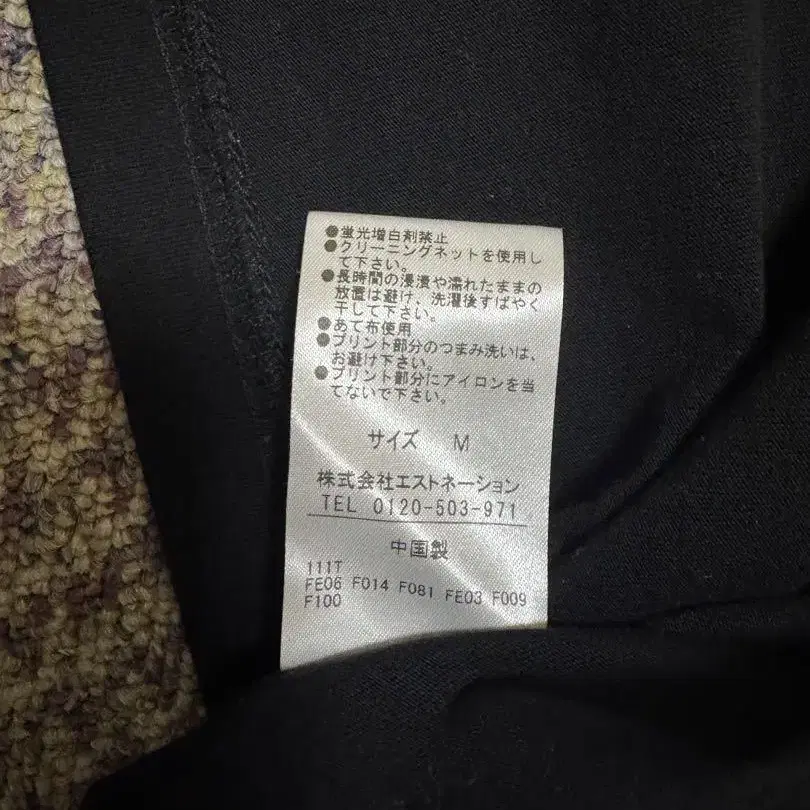 ●蛍光増白剤禁止
●クリーニングネットを使用し
て下さい。
●長時間の浸漬や濡れたままの
放置は避け、洗濯後すばやく
干して下さい。
●あて布使用
●プリント部分のつまみ洗いは、
お避け下さい。
●プリント部分にアイロンを当
てないで下さい。
サイズ M
株式会社エストネーション
TEL 0120-503-971
中国製
111T
FE06 F014 F081 FE03 F009
F100